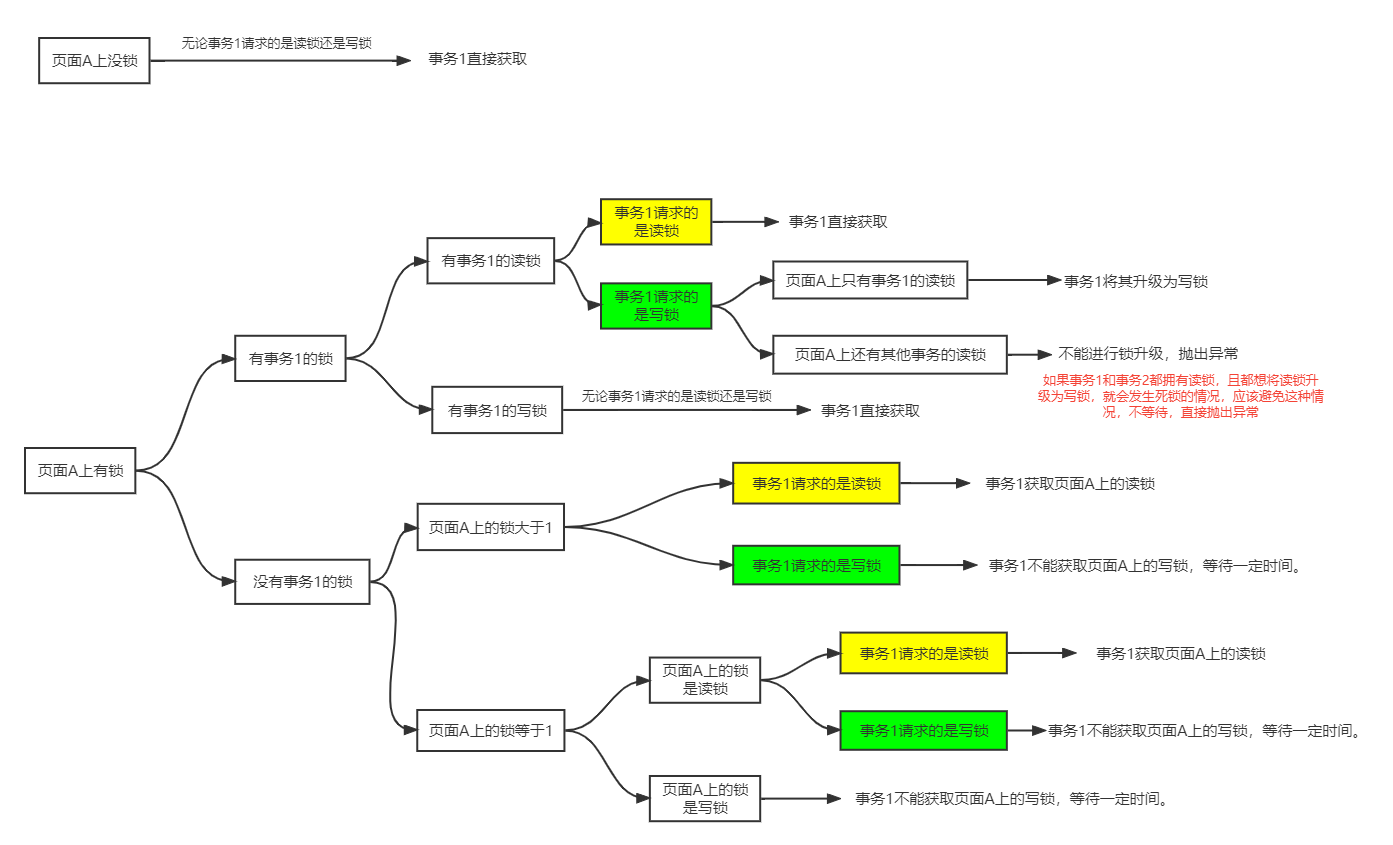 页面A上没锁
无论事务1请求的是读锁还是写锁
事务1直接获取
事务1请求的
是读锁
事务1直接获取
有事务1的读锁
事务1请求的
是写锁
页面A上只有事务1的读锁
事务1将其升级为写锁
有事务1的锁
页面A上还有其他事务的读锁
不能进行锁升级，抛出异常
如果事务1和事务2都拥有读锁，且都想将读锁升
级为写锁，就会发生死锁的情况，应该避免这种情
况，不等待，直接抛出异常
有事务1的写锁
无论事务1请求的是读锁还是写锁
事务1直接获取
页面A上有锁
事务1请求的是读锁
事务1获取页面A上的读锁
页面A上的锁大于1
事务1请求的是写锁
事务1不能获取页面A上的写锁，等待一定时间。
没有事务1的锁
事务1请求的是读锁
事务1获取页面A上的读锁
页面A上的锁
是读锁
页面A上的锁等于1
事务1请求的是写锁
事务1不能获取页面A上的写锁，等待一定时间。
页面A上的锁
是写锁
事务1不能获取页面A上的写锁，等待一定时间。